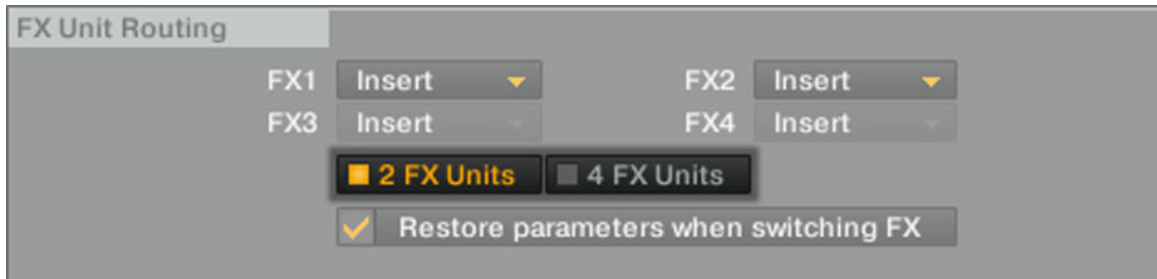 FX Unit Routing
FX1 Insert FX2 Insert
FX3 Insert FX4 Insert
2 FX Units 4 FX Units
Restore parameters when switching FX